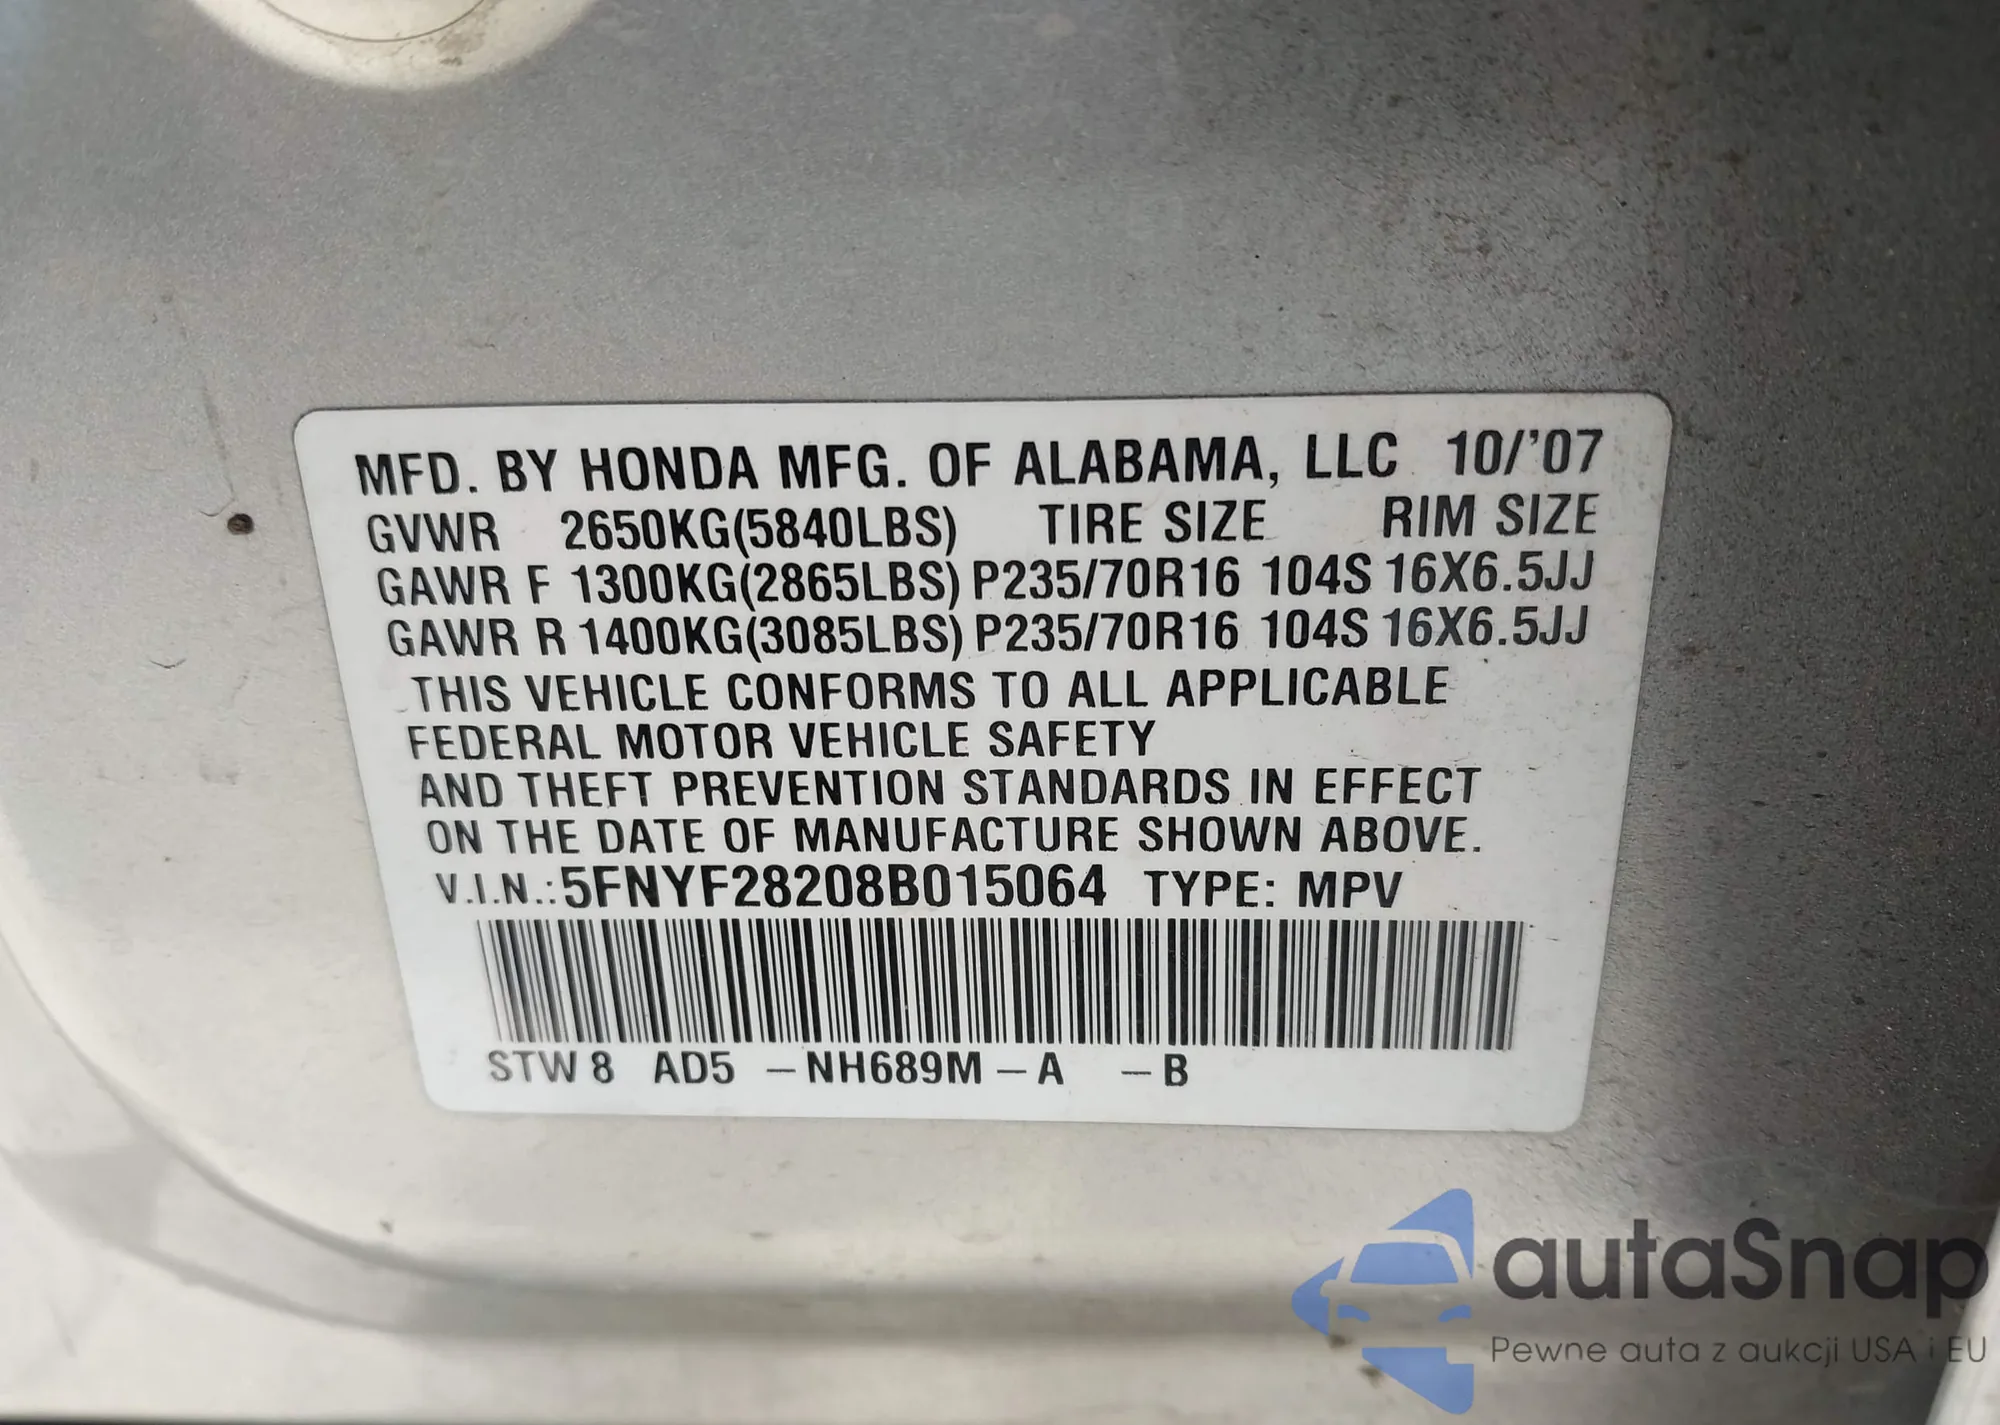 MFD. BY HONDA MFG. OF ALABAMA, LLC 10/'07
GVWR 2650KG(5840LBS) TIRE SIZE RIM SIZE
GAWR F 1300KG(2865LBS) P235/70R16 104S 16X6.5JJ
GAWR R 1400KG(3085LBS) P235/70R16 104S 16X6.5JJ
THIS VEHICLE CONFORMS TO ALL APPLICABLE
FEDERAL MOTOR VEHICLE SAFETY
AND THEFT PREVENTION STANDARDS IN EFFECT
ON THE DATE OF MANUFACTURE SHOWN ABOVE.
V.I.N.: 5FNYF28208B015064 TYPE: MPV
STW 8 AD5 –NH689M –A –B
autaSnap
Pewne auta z aukcji USA i EU